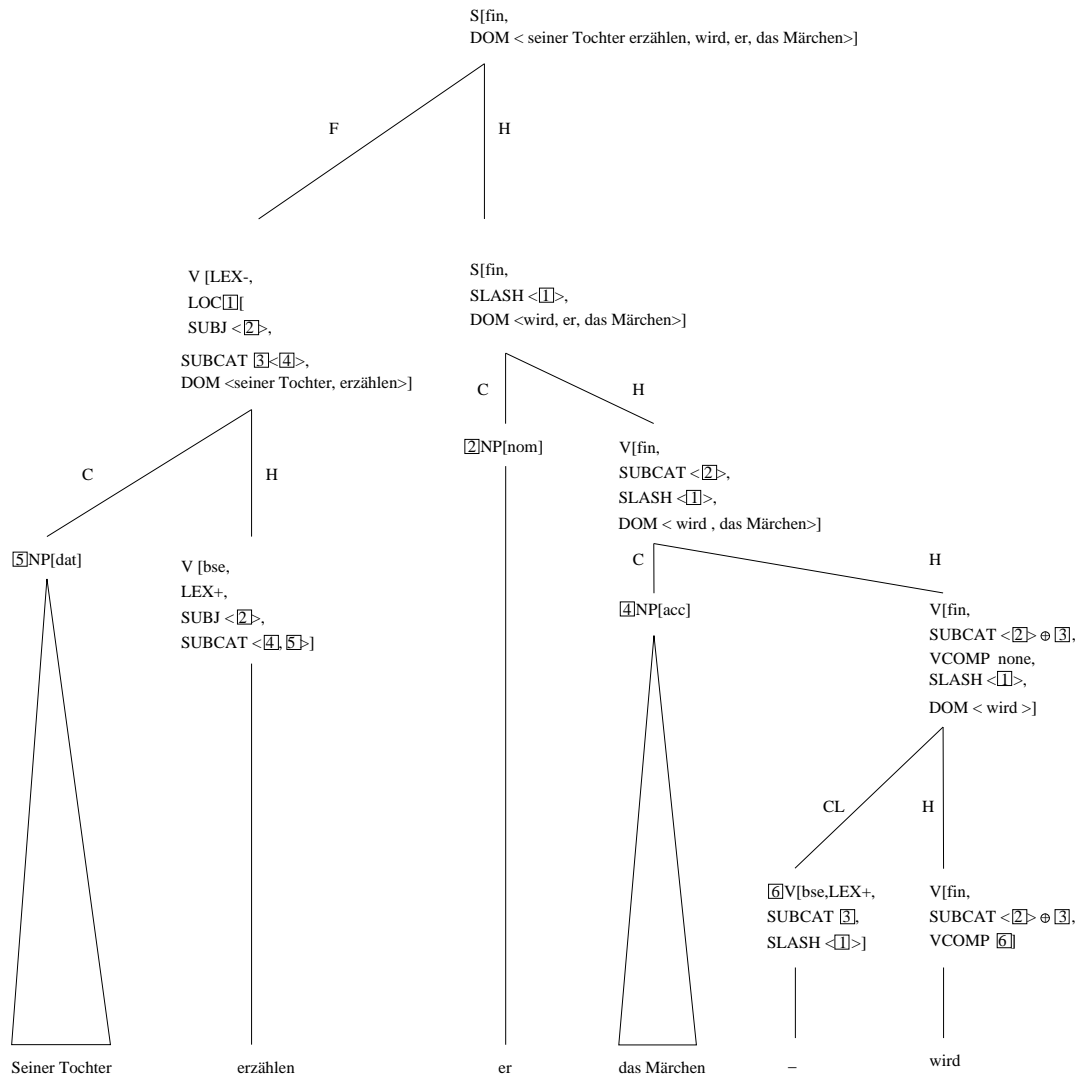 S[fin,
DOM < seiner Tochter erzählen, wird, er, das Märchen>]
F
H
V [LEX-,
LOC1[
SUBJ <2>,
SUBCAT 3<4>,
DOM <seiner Tochter, erzählen>]
S[fin,
SLASH <1>,
DOM <wird, er, das Märchen>]
C
H
C
H
5NP[dat]
V [bse,
LEX+,
SUBJ <2>,
SUBCAT <4, 5>]
2NP[nom]
V[fin,
SUBCAT <2>,
SLASH <1>,
DOM < wird , das Märchen>]
C
H
4NP[acc]
V[fin,
SUBCAT <2> ⊕ 3,
VCOMP none,
SLASH <1>,
DOM < wird >]
CL
H
6V[bse,LEX+,
SUBCAT 3,
SLASH <1>]
V[fin,
SUBCAT <2> ⊕ 3,
VCOMP 6]
Seiner Tochter erzählen er das Märchen – wird